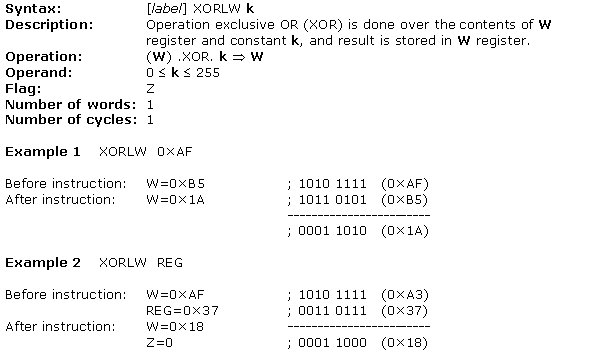 Syntax: [label] XORLW k
Description: Operation exclusive OR (XOR) is done over the contents of W
register and constant k, and result is stored in W register.
Operation: (W) .XOR. k ⇒ W
Operand: 0 ≤ k ≤ 255
Flag: Z
Number of words: 1
Number of cycles: 1
Example 1 XORLW 0×AF
Before instruction: W=0×B5 ; 1010 1111 (0×AF)
After instruction: W=0×1A ; 1011 0101 (0×B5)
------------------------
; 0001 1010 (0×1A)
Example 2 XORLW REG
Before instruction: W=0×AF ; 1010 1111 (0×A3)
REG=0×37 ; 0011 0111 (0×37)
After instruction: W=0×18 ------------------------
Z=0 ; 0001 1000 (0×18)